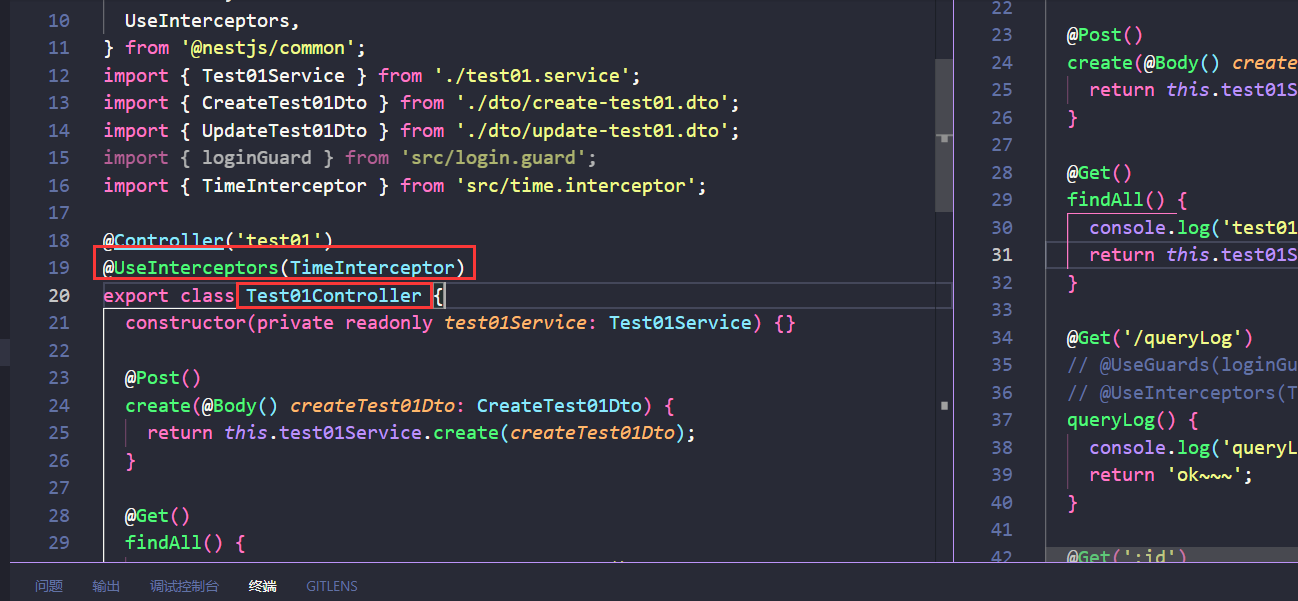 10 UseInterceptors,
11 } from '@nestjs/common';
12 import { Test01Service } from './test01.service';
13 import { CreateTest01Dto } from './dto/create-test01.dto';
14 import { UpdateTest01Dto } from './dto/update-test01.dto';
15 import { loginGuard } from 'src/login.guard';
16 import { TimeInterceptor } from 'src/time.interceptor';
17
18 @Controller('test01')
19 @UseInterceptors(TimeInterceptor)
20 export class Test01Controller {
21 constructor(private readonly test01Service: Test01Service) {}
22
23 @Post()
24 create(@Body() createTest01Dto: CreateTest01Dto) {
25 return this.test01Service.create(createTest01Dto);
26 }
27
28 @Get()
29 findAll() {
22
23 @Post()
24 create(@Body() create
25 return this.test01S
26 }
27
28 @Get()
29 findAll() {
30 console.log('test01
31 return this.test01S
32 }
33
34 @Get('/queryLog')
35 // @UseGuards(loginGu
36 // @UseInterceptors(T
37 queryLog() {
38 console.log('queryL
39 return 'ok~~~';
40 }
41
42 @Get(':id')
问题 输出 调试控制台 终端 GITLENS